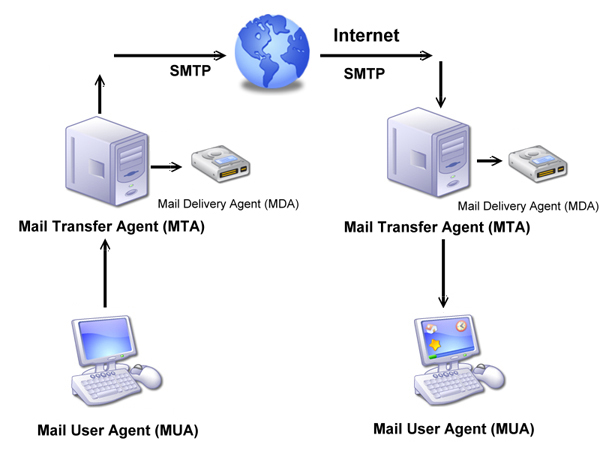 Internet
SMTP
SMTP
Mail Delivery Agent (MDA)
Mail Delivery Agent (MDA)
Mail Transfer Agent (MTA)
Mail Transfer Agent (MTA)
Mail User Agent (MUA)
Mail User Agent (MUA)